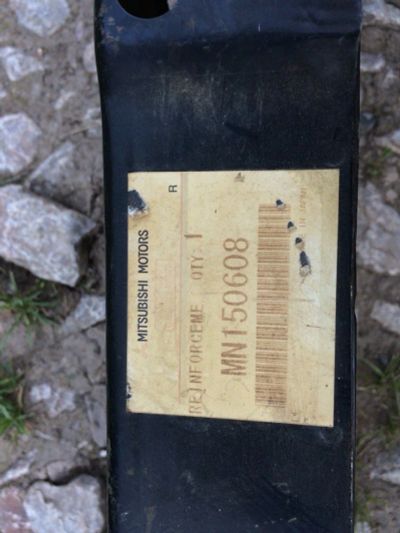 MITSUBISHI MOTORS R
REINFORCEME QTY 1
MN150608